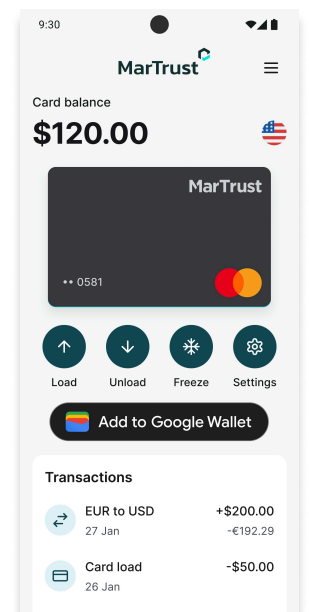 9:30
MarTrust
Card balance
$120.00
MarTrust
•• 0581
Load Unload Freeze Settings
Add to Google Wallet
Transactions
EUR to USD +$200.00
27 Jan -€192.29
Card load -$50.00
26 Jan